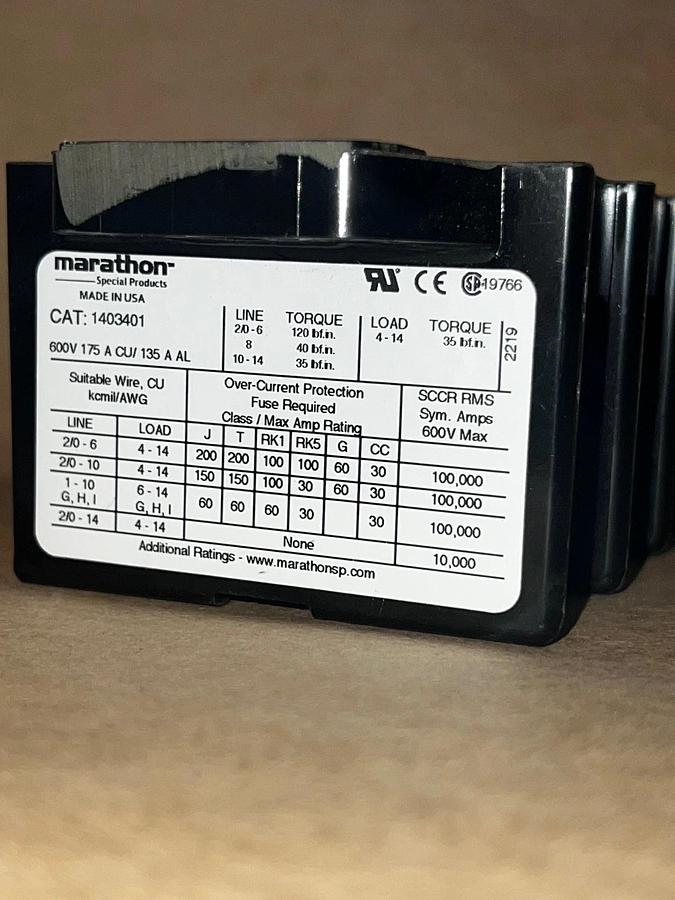 marathon™
Special Products
MADE IN USA
CAT: 1403401
600V 175 A CU/ 135 A AL
LINE TORQUE
2/0 - 6 120 lbf.in.
8 40 lbf.in.
10 - 14 35 lbf.in.
LOAD TORQUE
4 - 14 35 lbf.in.
RU® CE SP®19766
2219
Suitable Wire, CU
kcmil/AWG
Over-Current Protection
Fuse Required
Class / Max Amp Rating
SCCR RMS
Sym. Amps
600V Max
LINE LOAD J T RK1 RK5 G CC
2/0 - 6 4 - 14 200 200 100 100 60 30 100,000
2/0 - 10 4 - 14 150 150 100 30 60 30 100,000
1 - 10 6 - 14 60 60 60 30 30 100,000
G, H, I G, H, I
2/0 - 14 4 - 14 None 10,000
Additional Ratings - www.marathonsp.com